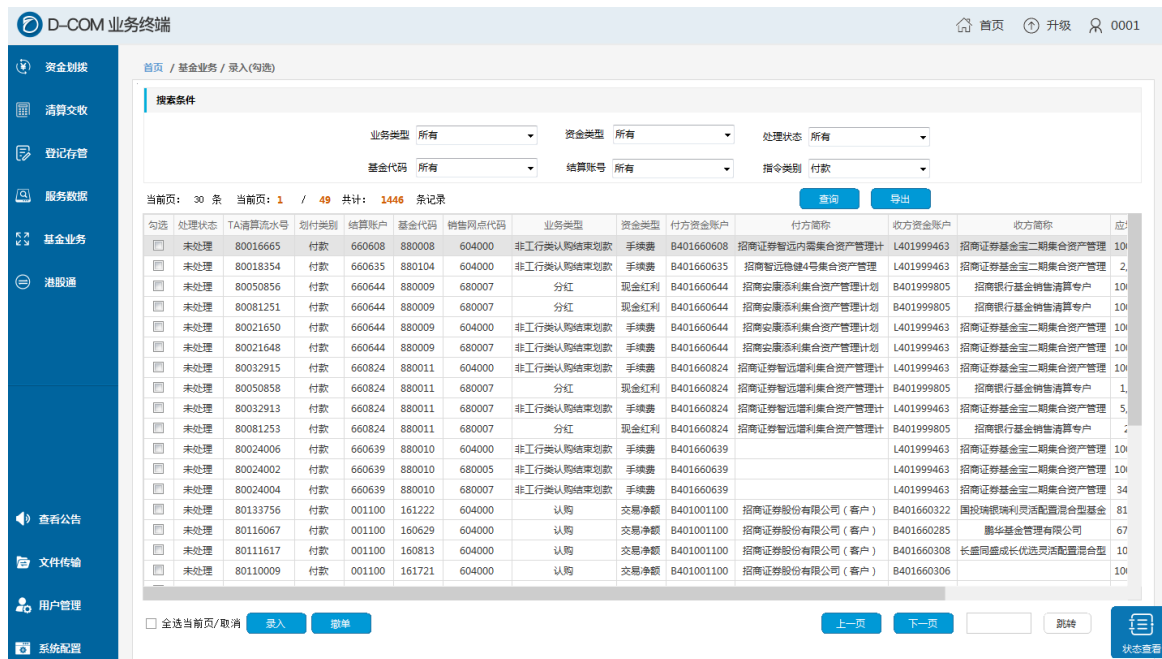 D-COM 业务终端
首页 升级 0001
资金划拨
清算交收
登记存管
服务数据
基金业务
港股通
查看公告
文件传输
用户管理
系统配置
首页 / 基金业务 / 录入(勾选)
搜索条件
业务类型 所有 资金类型 所有 处理状态 所有
基金代码 所有 结算账号 所有 指令类别 付款
当前页: 30 条 当前页: 1 / 49 共计: 1446 条记录 查询 导出
勾选 处理状态 TA清算流水号 划付类别 结算账户 基金代码 销售网点代码 业务类型 资金类型 付方资金账户 付方简称 收方资金账户 收方简称
未处理 80016665 付款 660608 880008 604000 非工行类认购结束划款 手续费 B401660608 招商证券智远内需集合资产管理计 L401999463 招商证券基金宝二期集合资产管理 100
未处理 80018354 付款 660635 880104 604000 非工行类认购结束划款 手续费 B401660635 招商智远稳健4号集合资产管理 L401999463 招商证券基金宝二期集合资产管理 2,
未处理 80050856 付款 660644 880009 680007 分红 现金红利 B401660644 招商安康添利集合资产管理计划 B401999805 招商银行基金销售清算专户 100
未处理 80081251 付款 660644 880009 680007 分红 现金红利 B401660644 招商安康添利集合资产管理计划 B401999805 招商银行基金销售清算专户 100
未处理 80021650 付款 660644 880009 604000 非工行类认购结束划款 手续费 B401660644 招商安康添利集合资产管理计划 L401999463 招商证券基金宝二期集合资产管理 100
未处理 80021648 付款 660644 880009 680007 非工行类认购结束划款 手续费 B401660644 招商安康添利集合资产管理计划 L401999463 招商证券基金宝二期集合资产管理 100
未处理 80032915 付款 660824 880011 604000 非工行类认购结束划款 手续费 B401660824 招商证券智远增利集合资产管理计 L401999463 招商证券基金宝二期集合资产管理 100
未处理 80050858 付款 660824 880011 680007 分红 现金红利 B401660824 招商证券智远增利集合资产管理计 B401999805 招商银行基金销售清算专户 1,
未处理 80032913 付款 660824 880011 680007 非工行类认购结束划款 手续费 B401660824 招商证券智远增利集合资产管理计 L401999463 招商证券基金宝二期集合资产管理 5,
未处理 80081253 付款 660824 880011 680007 分红 现金红利 B401660824 招商证券智远增利集合资产管理计 B401999805 招商银行基金销售清算专户
未处理 80024006 付款 660639 880010 604000 非工行类认购结束划款 手续费 B401660639 L401999463 招商证券基金宝二期集合资产管理 100
未处理 80024002 付款 660639 880010 680005 非工行类认购结束划款 手续费 B401660639 L401999463 招商证券基金宝二期集合资产管理 100
未处理 80024004 付款 660639 880010 680007 非工行类认购结束划款 手续费 B401660639 L401999463 招商证券基金宝二期集合资产管理 34
未处理 80133756 付款 001100 161222 604000 认购 交易净额 B401001100 招商证券股份有限公司(客户) B401660322 国投瑞银瑞利灵活配置混合型基金 81
未处理 80116067 付款 001100 160629 604000 认购 交易净额 B401001100 招商证券股份有限公司(客户) B401660285 鹏华基金管理有限公司 67
未处理 80111617 付款 001100 160813 604000 认购 交易净额 B401001100 招商证券股份有限公司(客户) B401660308 长盛同盛成长优选灵活配置混合型 10
未处理 80110009 付款 001100 161721 604000 认购 交易净额 B401001100 招商证券股份有限公司(客户) B401660306 100
全选当前页/取消 录入 撤单 上一页 下一页 跳转
状态查看